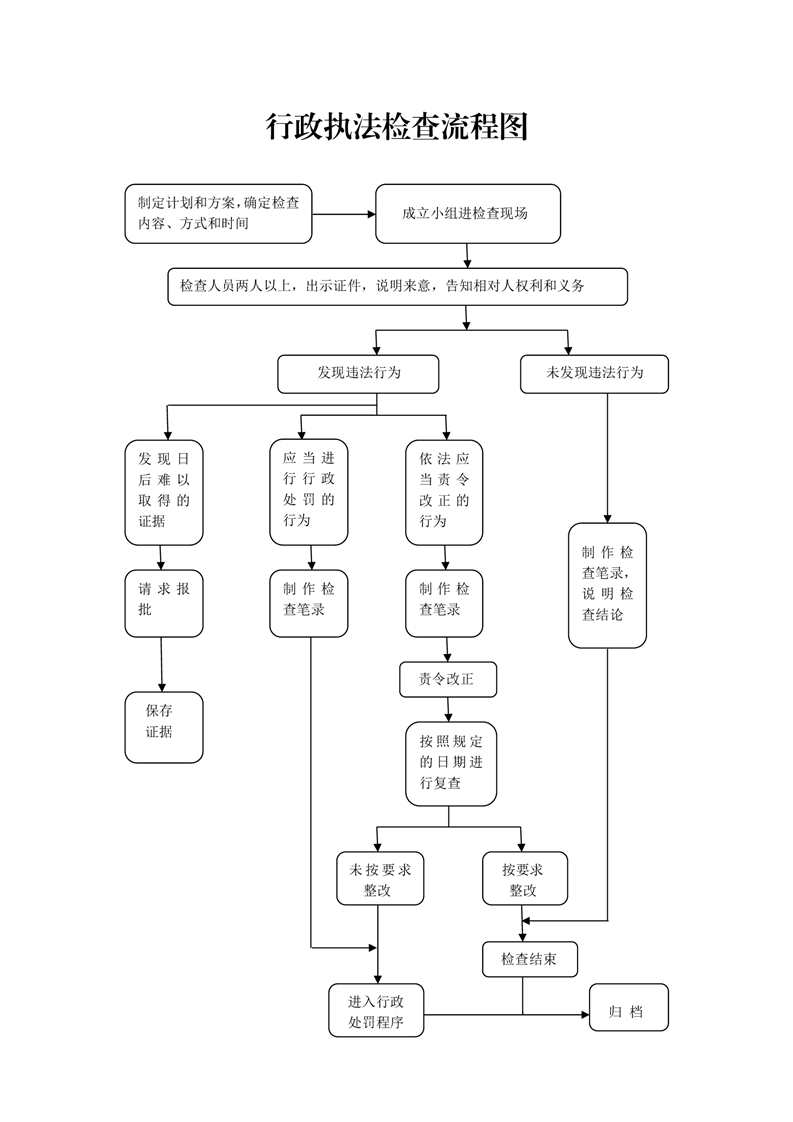 行政执法检查流程图
制定计划和方案，确定检查
内容、方式和时间
成立小组进检查现场
检查人员两人以上，出示证件，说明来意，告知相对人权利和义务
发现违法行为
未发现违法行为
发现日
后难以
取得的
证据
应当进
行行政
处罚的
行为
依法应
当责令
改正的
行为
制作检
查笔录，
说明检
查结论
请求报
批
制作检
查笔录
制作检
查笔录
责令改正
保存
证据
按照规定
的日期进
行复查
未按要求
整改
按要求
整改
检查结束
进入行政
处罚程序
归档